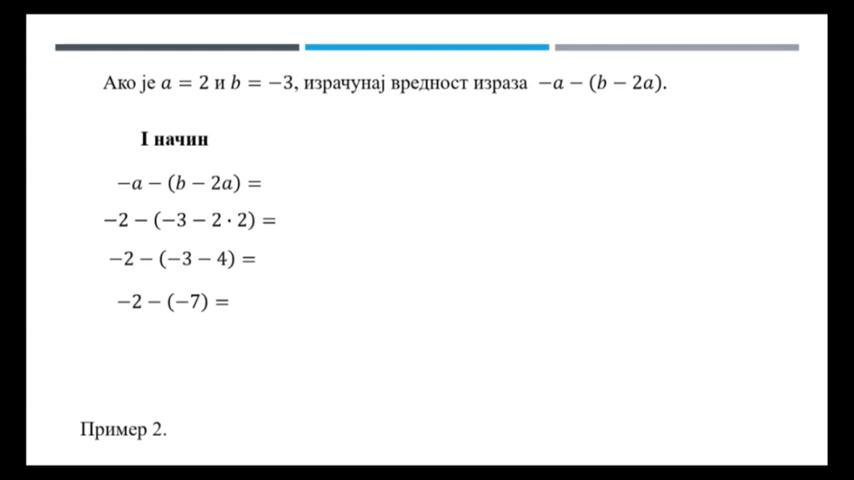 Ако је a = 2 и b = −3, израчунај вредност израза −a − (b − 2a).
I начин
−a − (b − 2a) =
−2 − (−3 − 2 · 2) =
−2 − (−3 − 4) =
−2 − (−7) =
Пример 2.